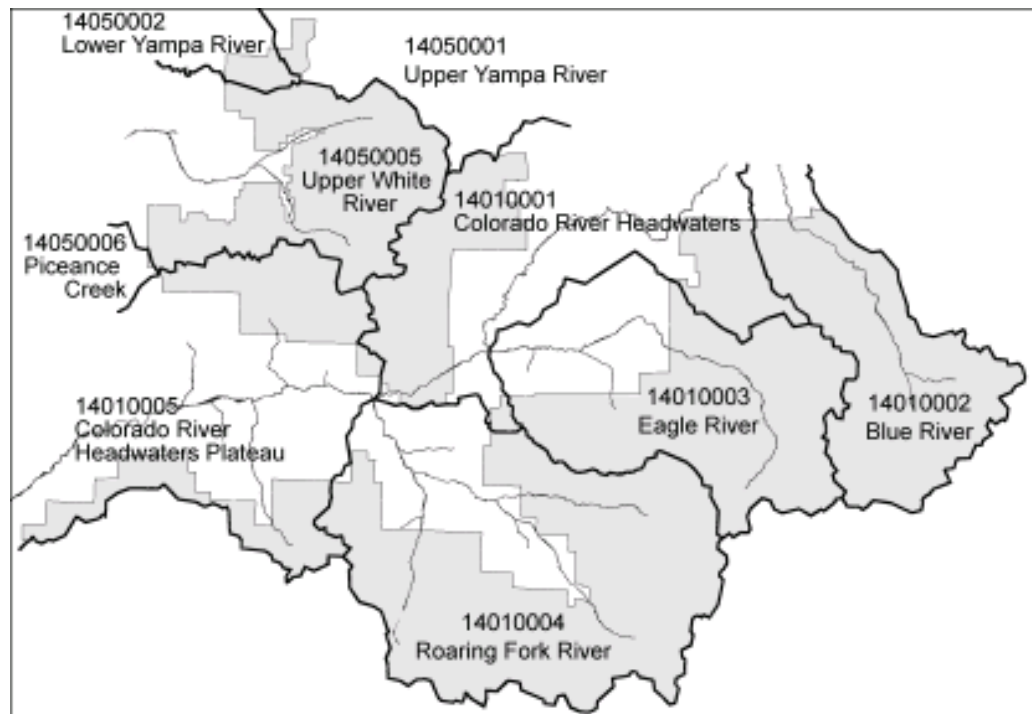 14050002
Lower Yampa River
14050001
Upper Yampa River
14050005
Upper White
River
14010001
Colorado River Headwaters
14050006
Piceance
Creek
14010005
Colorado River
Headwaters Plateau
14010003
Eagle River
14010002
Blue River
14010004
Roaring Fork River